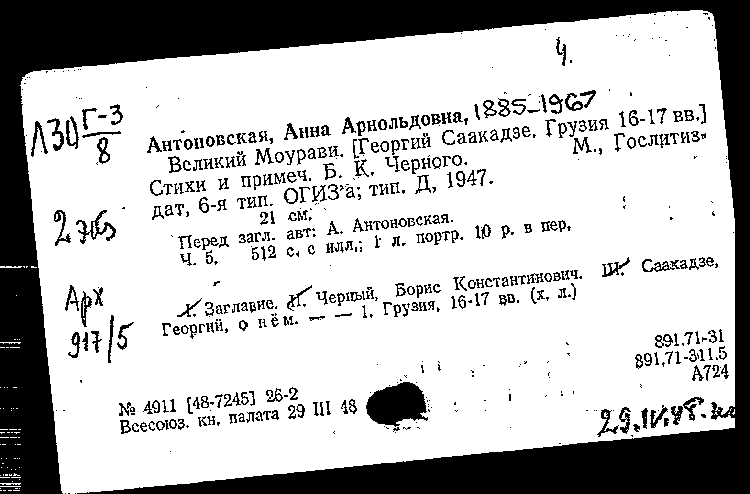 4.
Л30 Г-3/8
Антоновская, Анна Арнольдовна, 1885-1967
Великий Моурави. [Георгий Саакадзе. Грузия 16-17 вв.]
Стихи и примеч. Б. К. Черного. М., Гослитиз-
дат, 6-я тип. ОГИЗ'а; тип. Д, 1947.
21 см.
Перед загл. авт: А. Антоновская.
Ч. 5. 512 с. с илл.; 1 л. портр. 10 р. в пер.
2 экз
I. Заглавие. II. Черный, Борис Константинович. III. Саакадзе,
Георгий, о нём. — — 1. Грузия, 16-17 вв. (х. л.)
Арх
917/5
891.71-31
891.71-311.5
А724
№ 4911 [48-7245] 26-2
Всесоюз. кн. палата 29 III 48
29.IV.48.